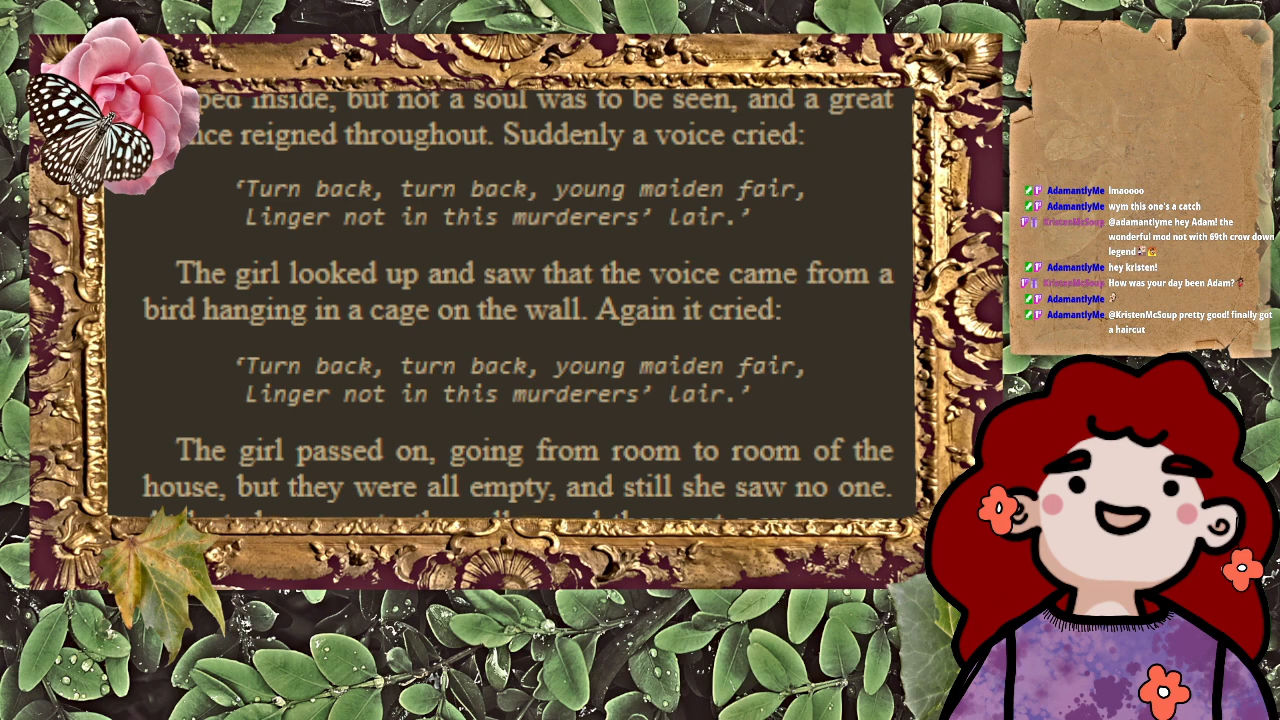 inside, but not a soul was to be seen, and a great
reigned throughout. Suddenly a voice cried:
‘Turn back, turn back, young maiden fair,
Linger not in this murderers’ lair.’
The girl looked up and saw that the voice came from a
bird hanging in a cage on the wall. Again it cried:
‘Turn back, turn back, young maiden fair,
Linger not in this murderers’ lair.’
The girl passed on, going from room to room of the
house, but they were all empty, and still she saw no one.
AdamantlyMe lmaoooo
AdamantlyMe wym this one's a catch
KristenMcSoup @adamantlyme hey Adam! the
wonderful mod not with 69th crow down
legend
AdamantlyMe hey kristen!
KristenMcSoup How was your day been Adam?
AdamantlyMe
AdamantlyMe @KristenMcSoup pretty good! finally got
a haircut